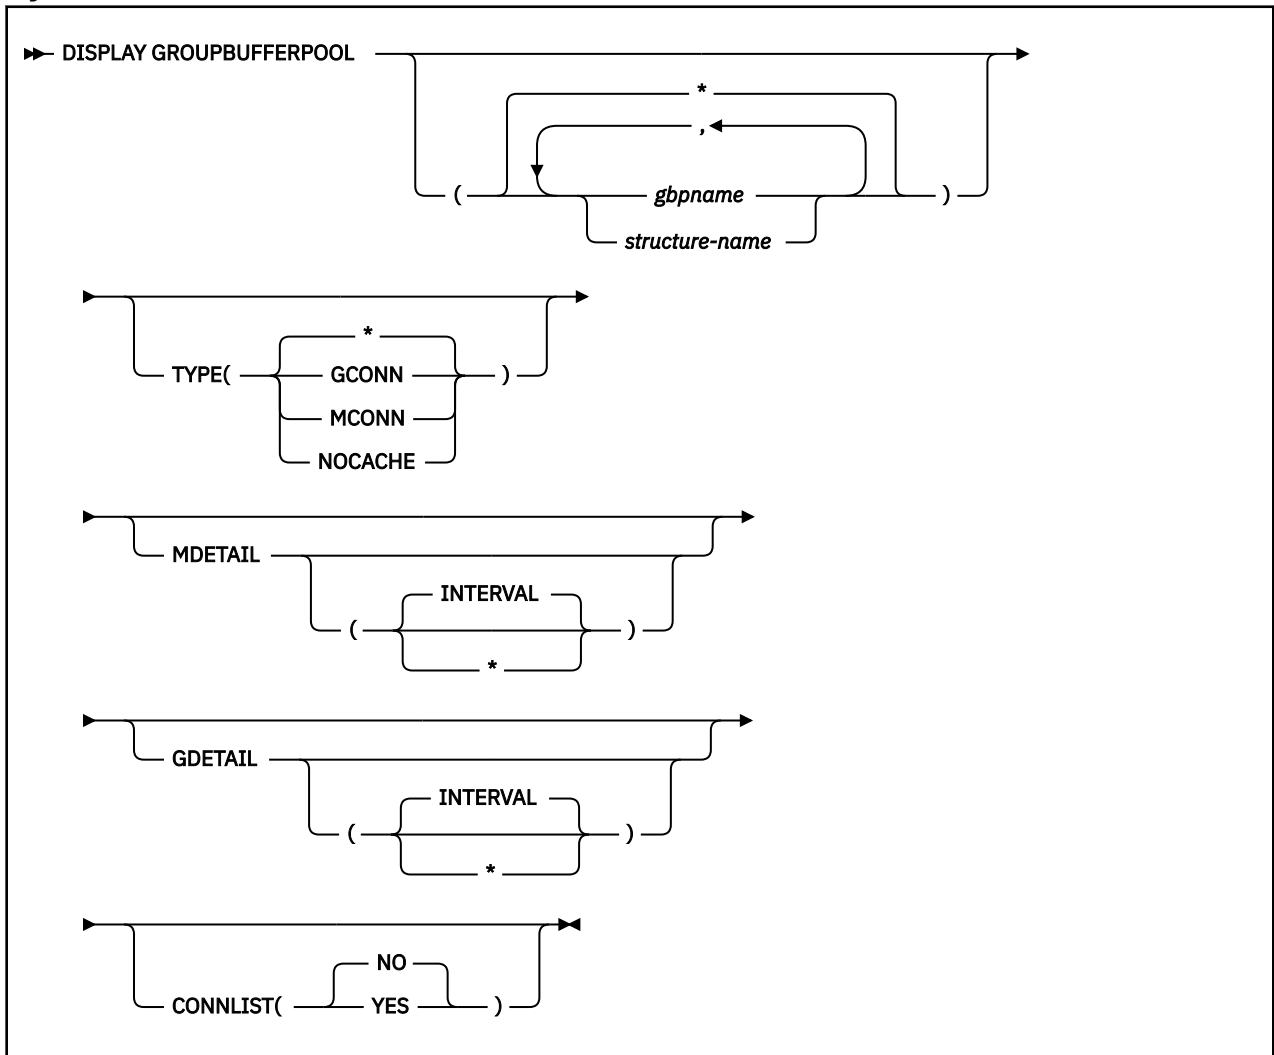 DISPLAY GROUPBUFFERPOOL
*
,
( gbpname )
structure-name
*
TYPE( GCONN )
MCONN
NOCACHE
MDETAIL
INTERVAL
( )
*
GDETAIL
INTERVAL
( )
*
NO
CONNLIST( YES )